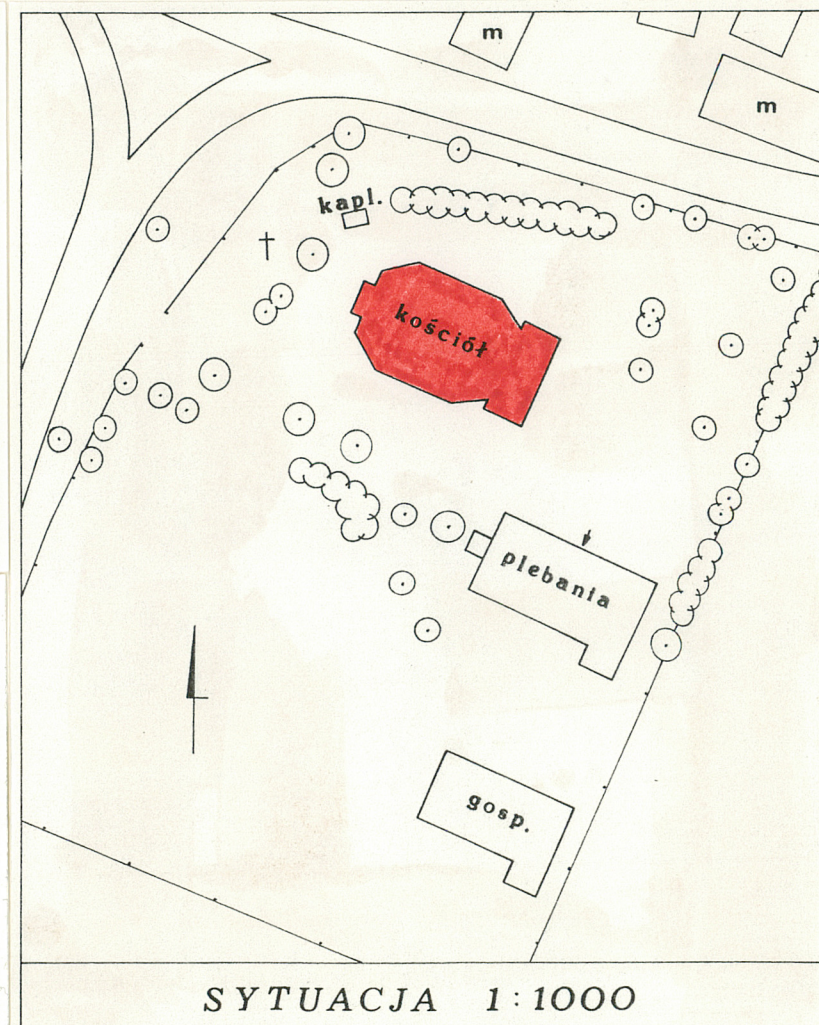 m
m
kapl.
kościół
plebania
gosp.
SYTUACJA 1:1000